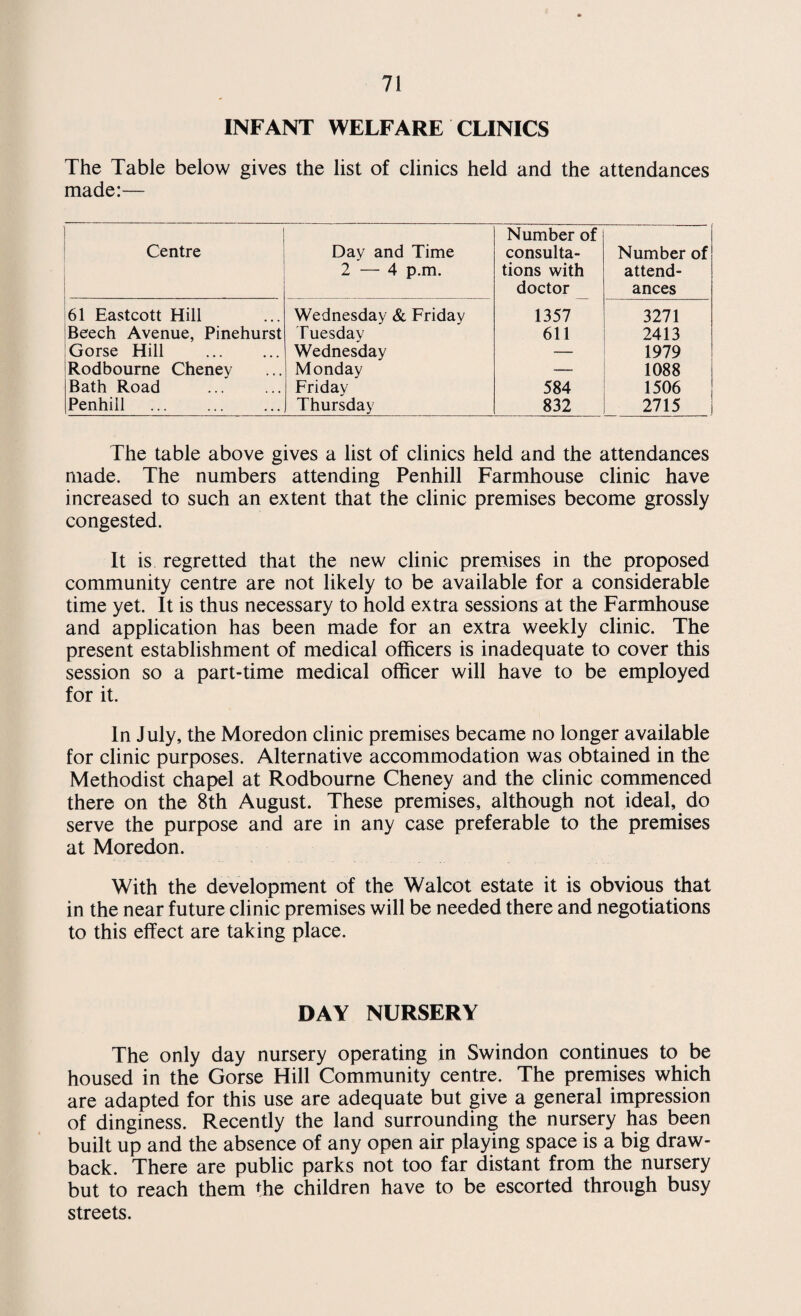 71
INFANT WELFARE CLINICS
The Table below gives the list of clinics held and the attendances
made:—
Centre | Day and Time 2 — 4 p.m. | Number of consulta- tions with doctor | Number of attend- ances
61 Eastcott Hill ... | Wednesday & Friday | 1357 | 3271
Beech Avenue, Pinehurst | Tuesday | 611 | 2413
Gorse Hill ... ... | Wednesday | — | 1979
Rodbourne Cheney ... | Monday | — | 1088
Bath Road ... ... | Friday | 584 | 1506
Penhill ... ... ... | Thursday | 832 | 2715
The table above gives a list of clinics held and the attendances
made. The numbers attending Penhill Farmhouse clinic have
increased to such an extent that the clinic premises become grossly
congested.
It is regretted that the new clinic premises in the proposed
community centre are not likely to be available for a considerable
time yet. It is thus necessary to hold extra sessions at the Farmhouse
and application has been made for an extra weekly clinic. The
present establishment of medical officers is inadequate to cover this
session so a part-time medical officer will have to be employed
for it.
In July, the Moredon clinic premises became no longer available
for clinic purposes. Alternative accommodation was obtained in the
Methodist chapel at Rodbourne Cheney and the clinic commenced
there on the 8th August. These premises, although not ideal, do
serve the purpose and are in any case preferable to the premises
at Moredon.
With the development of the Walcot estate it is obvious that
in the near future clinic premises will be needed there and negotiations
to this effect are taking place.
DAY NURSERY
The only day nursery operating in Swindon continues to be
housed in the Gorse Hill Community centre. The premises which
are adapted for this use are adequate but give a general impression
of dinginess. Recently the land surrounding the nursery has been
built up and the absence of any open air playing space is a big draw-
back. There are public parks not too far distant from the nursery
but to reach them the children have to be escorted through busy
streets.